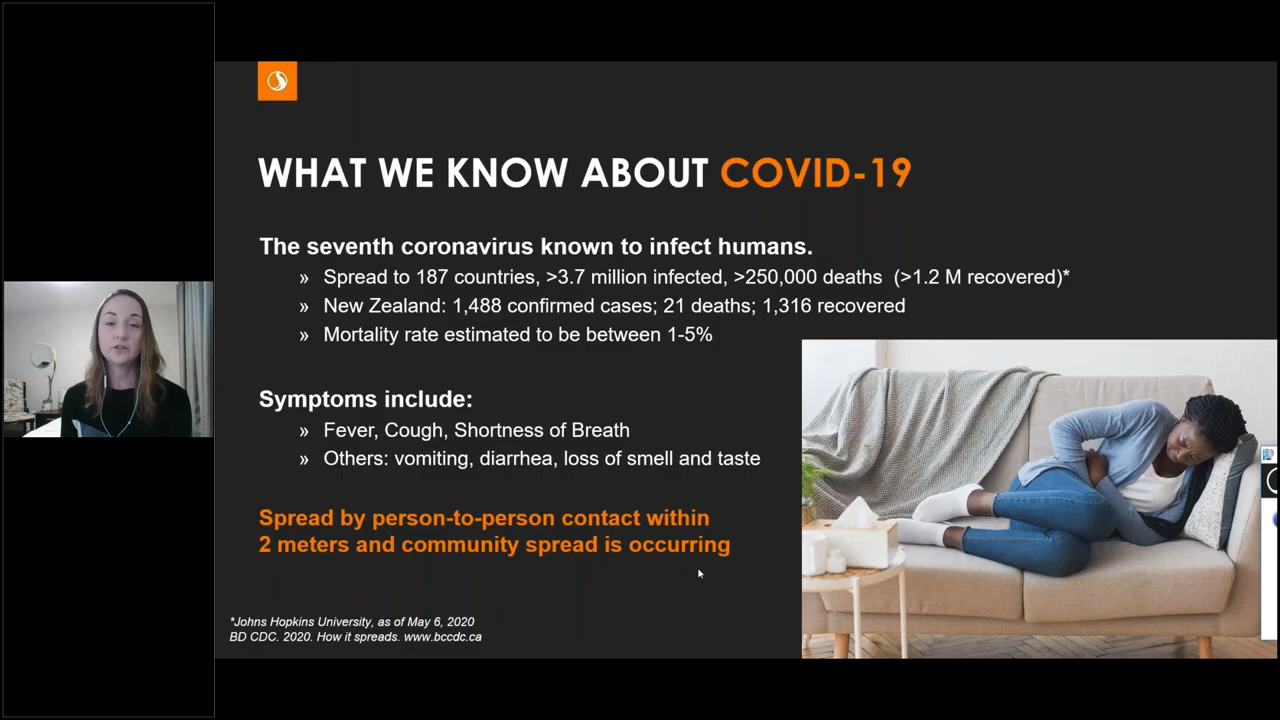 WHAT WE KNOW ABOUT COVID-19
The seventh coronavirus known to infect humans.
» Spread to 187 countries, >3.7 million infected, >250,000 deaths (>1.2 M recovered)*
» New Zealand: 1,488 confirmed cases; 21 deaths; 1,316 recovered
» Mortality rate estimated to be between 1-5%
Symptoms include:
» Fever, Cough, Shortness of Breath
» Others: vomiting, diarrhea, loss of smell and taste
Spread by person-to-person contact within
2 meters and community spread is occurring
*Johns Hopkins University, as of May 6, 2020
BD CDC. 2020. How it spreads. www.bccdc.ca